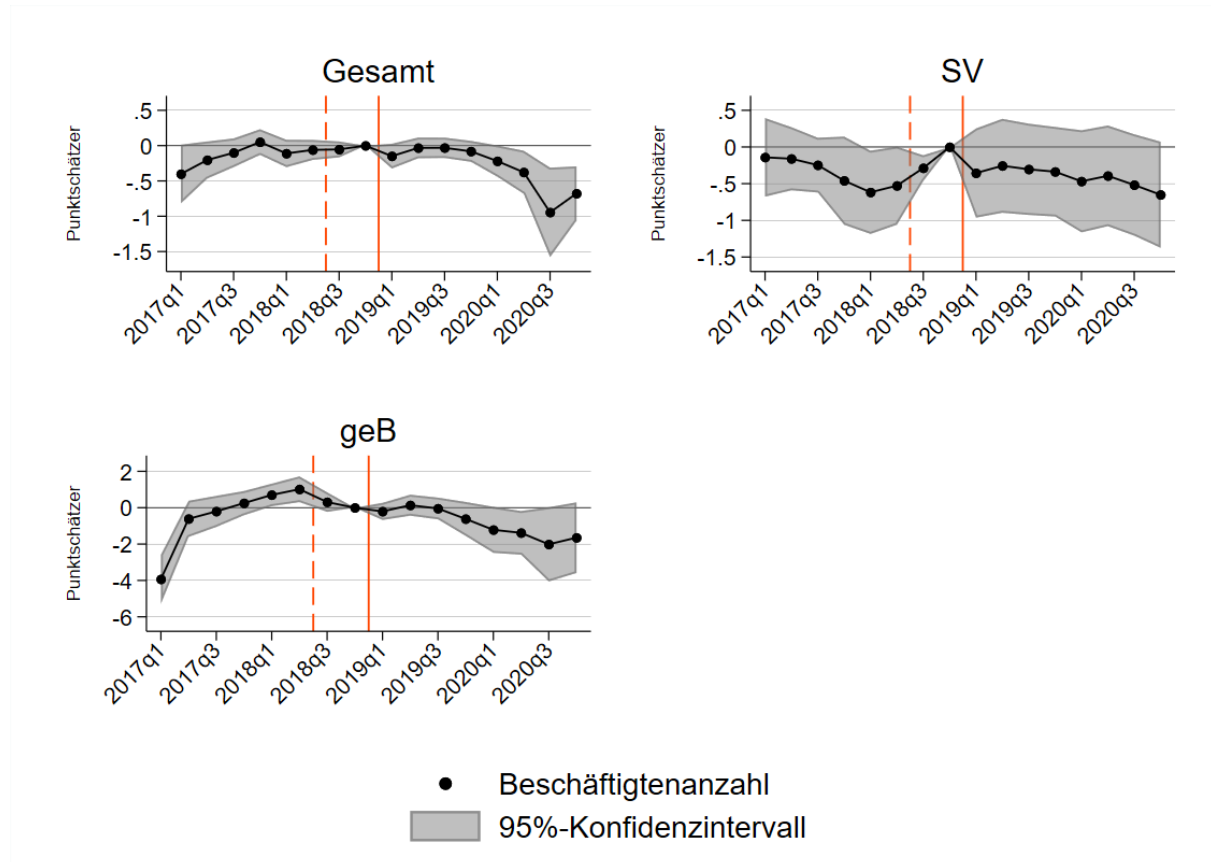 Gesamt
Punktschätzer
.5
0
-.5
-1
-1.5
2017q1
2017q3
2018q1
2018q3
2019q1
2019q3
2020q1
2020q3
SV
Punktschätzer
.5
0
-.5
-1
-1.5
2017q1
2017q3
2018q1
2018q3
2019q1
2019q3
2020q1
2020q3
geB
Punktschätzer
2
0
-2
-4
-6
2017q1
2017q3
2018q1
2018q3
2019q1
2019q3
2020q1
2020q3
Beschäftigtenanzahl
95%-Konfidenzintervall